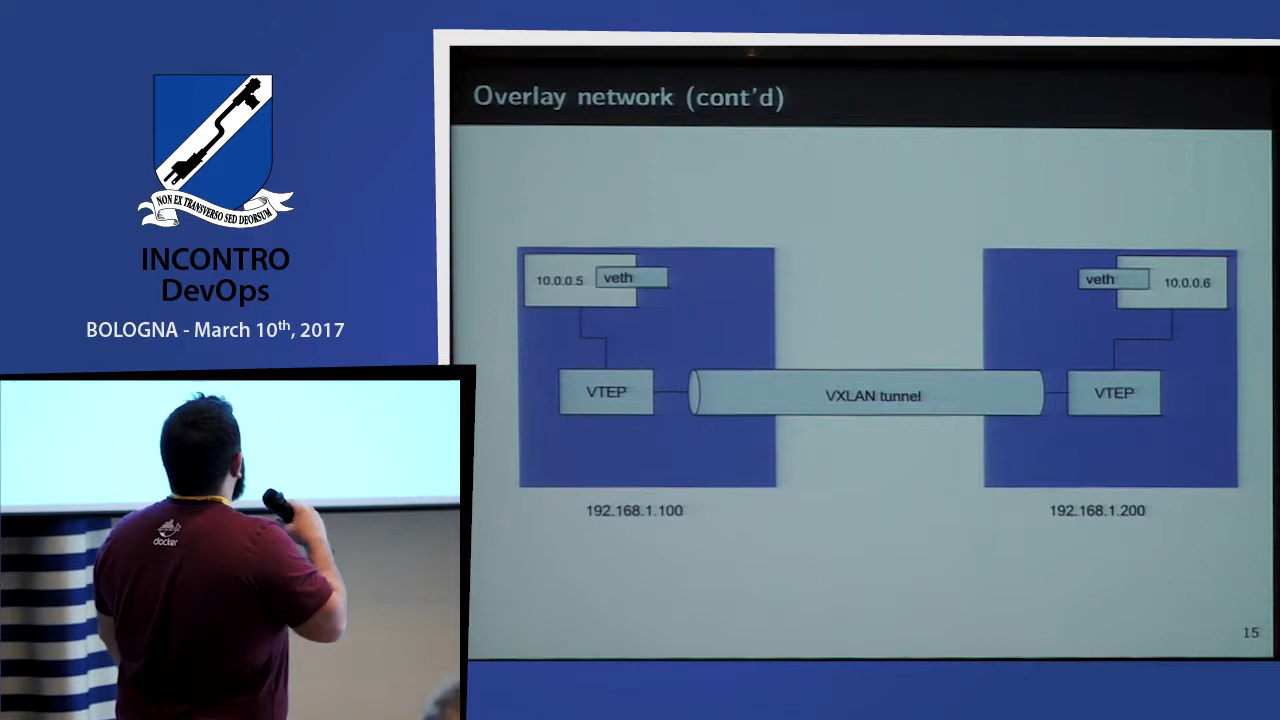 NON EX TRANSVERSO SED DEORSUM
INCONTRO
DevOps
BOLOGNA - March 10th, 2017
docker
Overlay network (cont'd)
10.0.0.5 veth
veth 10.0.0.6
VTEP VXLAN tunnel VTEP
192.168.1.100 192.168.1.200
15